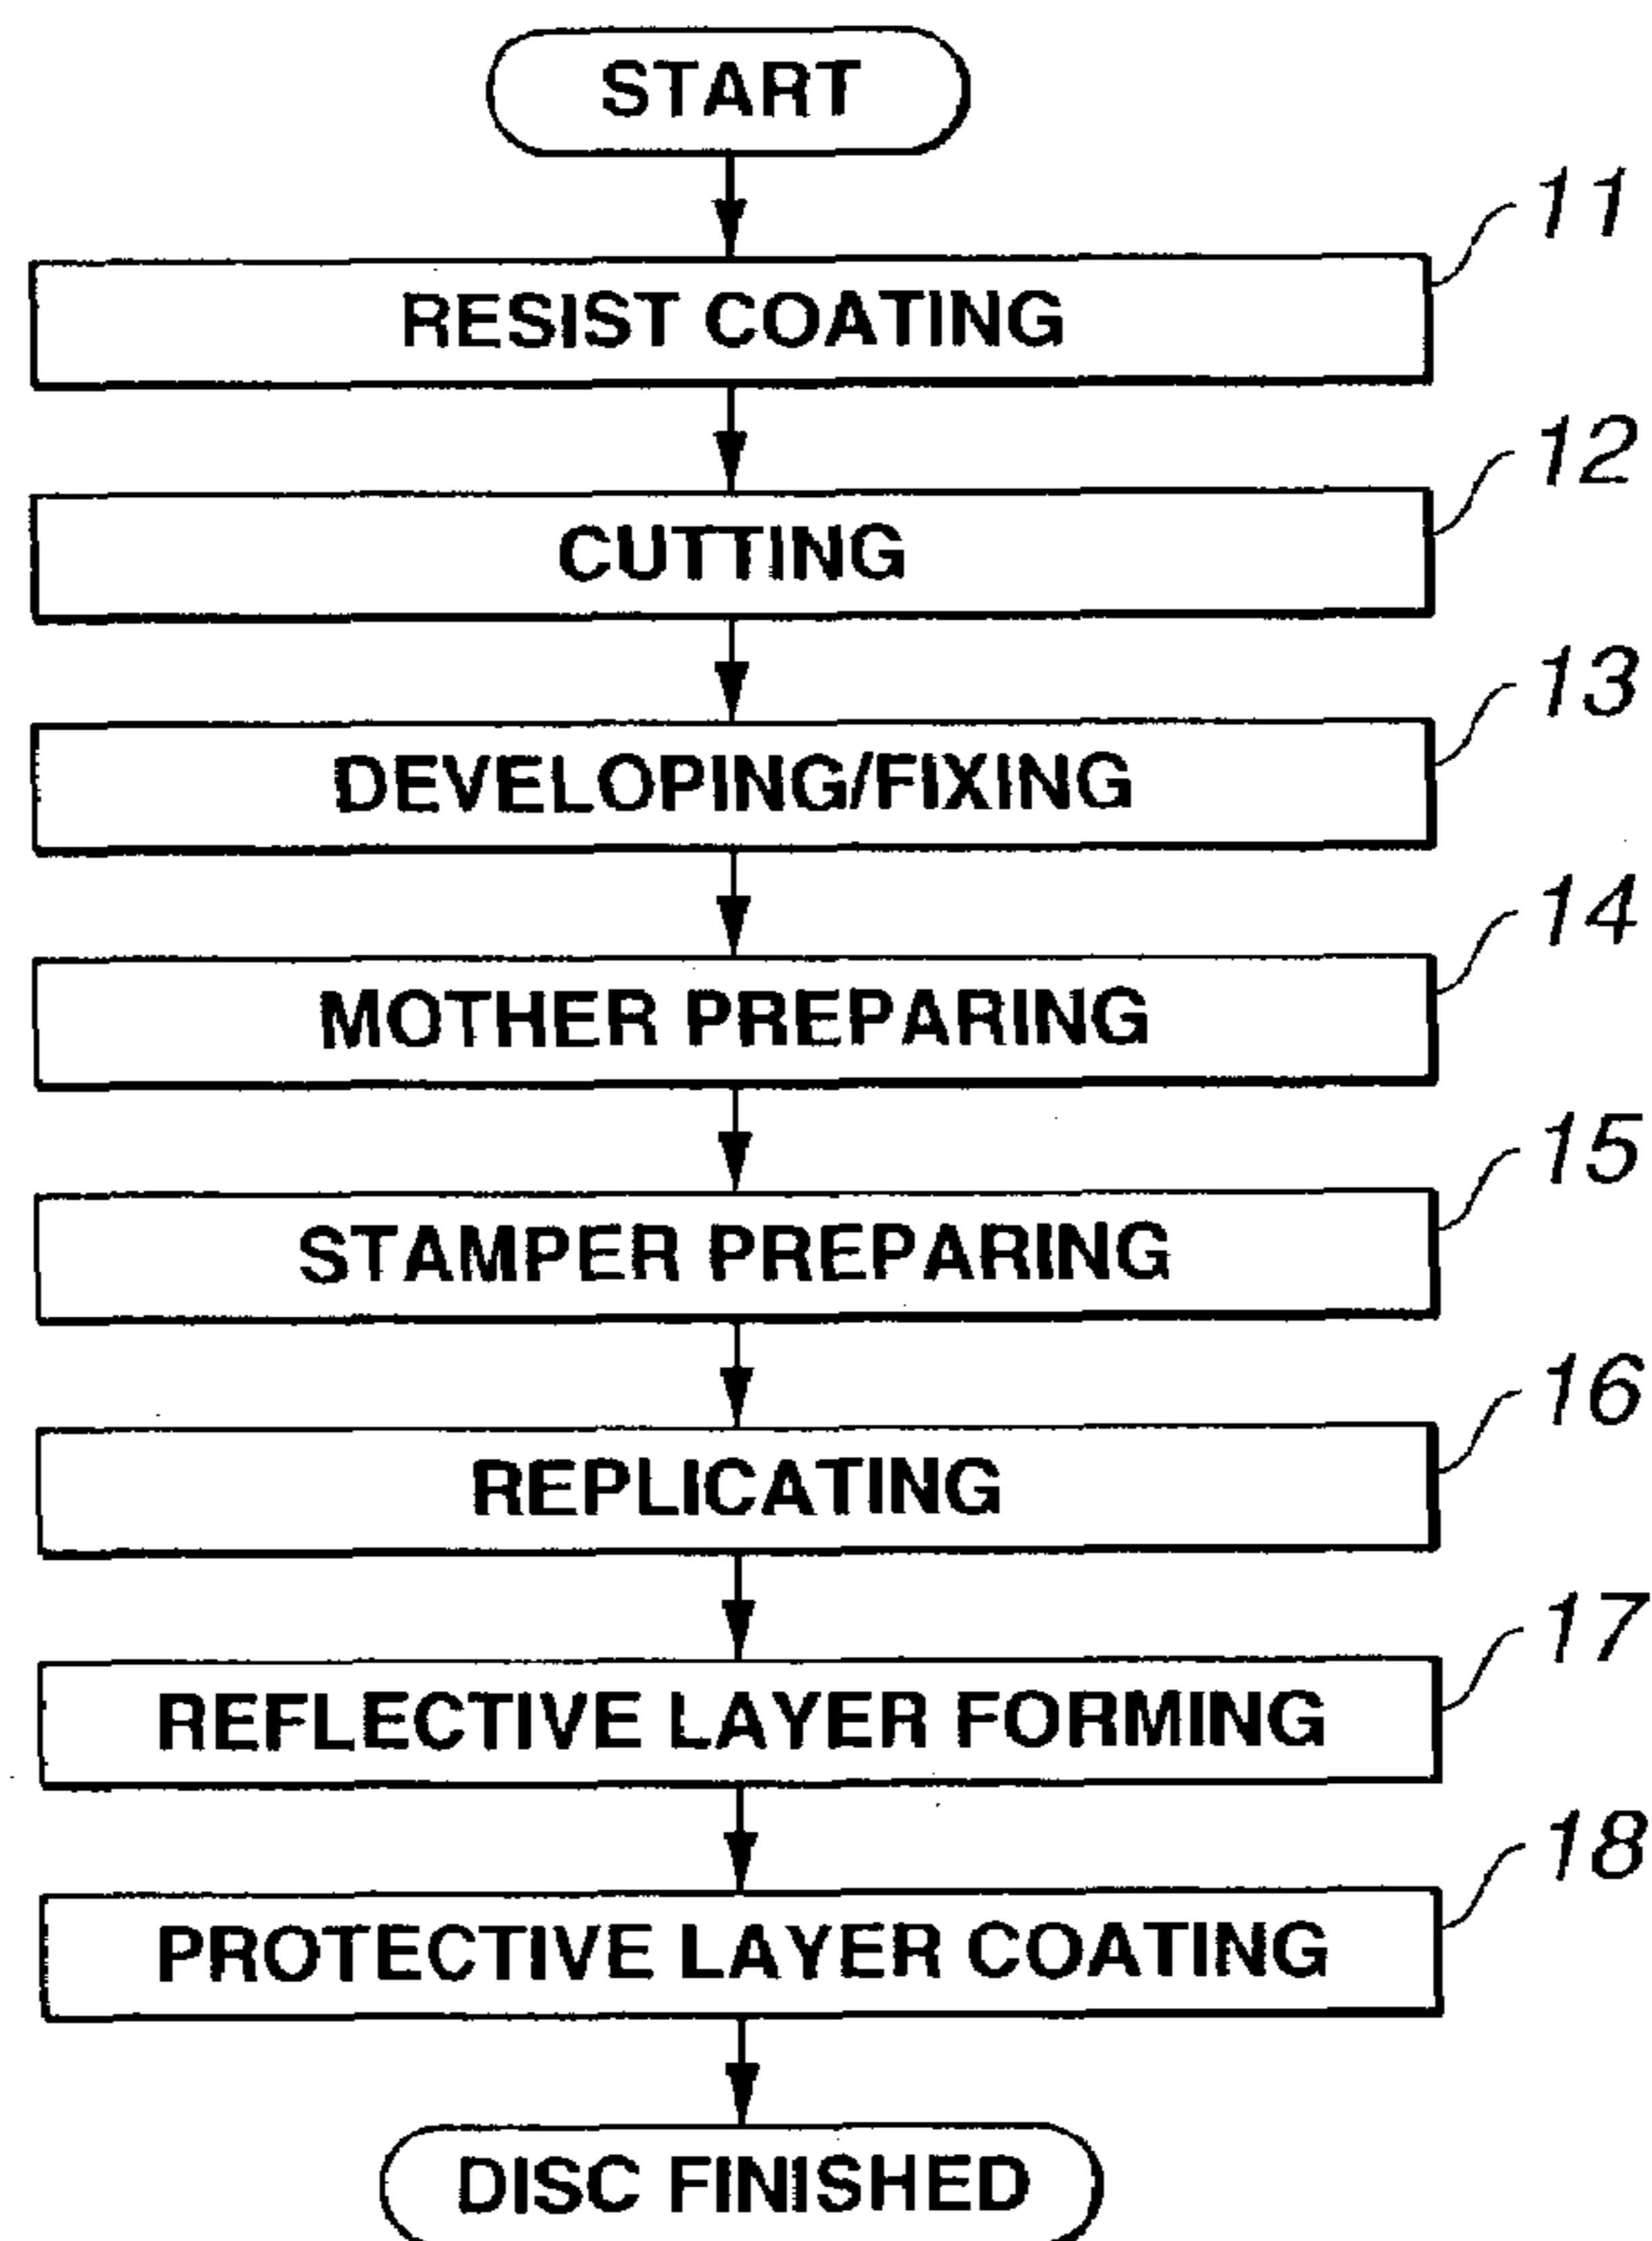 START
11
RESIST COATING
12
CUTTING
13
DEVELOPING/FIXING
14
MOTHER PREPARING
15
STAMPER PREPARING
16
REPLICATING
17
REFLECTIVE LAYER FORMING
18
PROTECTIVE LAYER COATING
DISC FINISHED